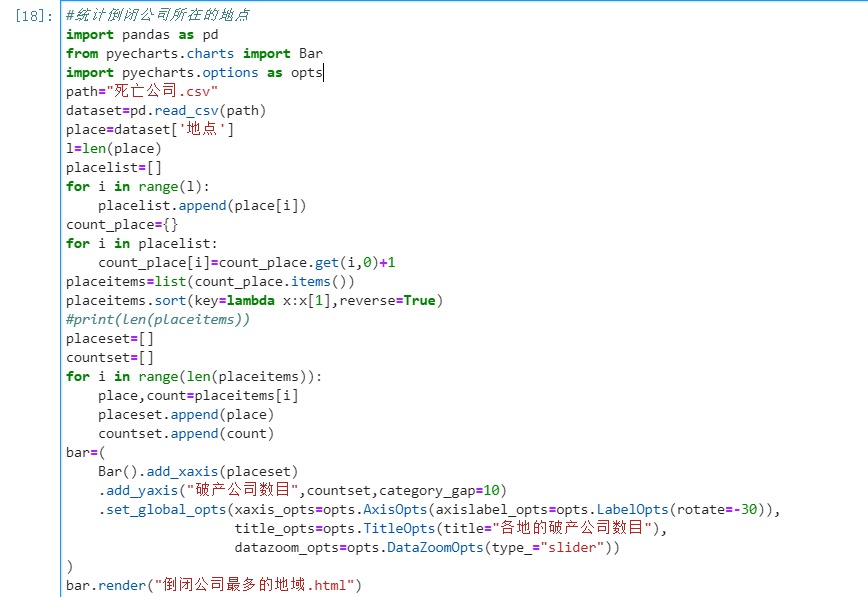 [18]: #统计倒闭公司所在的地点
import pandas as pd
from pyecharts.charts import Bar
import pyecharts.options as opts
path="死亡公司.csv"
dataset=pd.read_csv(path)
place=dataset['地点']
l=len(place)
placelist=[]
for i in range(l):
    placelist.append(place[i])
count_place={}
for i in placelist:
    count_place[i]=count_place.get(i,0)+1
placeitems=list(count_place.items())
placeitems.sort(key=lambda x:x[1],reverse=True)
#print(len(placeitems))
placeset=[]
countset=[]
for i in range(len(placeitems)):
    place,count=placeitems[i]
    placeset.append(place)
    countset.append(count)
bar=(
    Bar().add_xaxis(placeset)
    .add_yaxis("破产公司数目",countset,category_gap=10)
    .set_global_opts(xaxis_opts=opts.AxisOpts(axislabel_opts=opts.LabelOpts(rotate=-30)),
                     title_opts=opts.TitleOpts(title="各地的破产公司数目"),
                     datazoom_opts=opts.DataZoomOpts(type_="slider"))
)
bar.render("倒闭公司最多的地域.html")